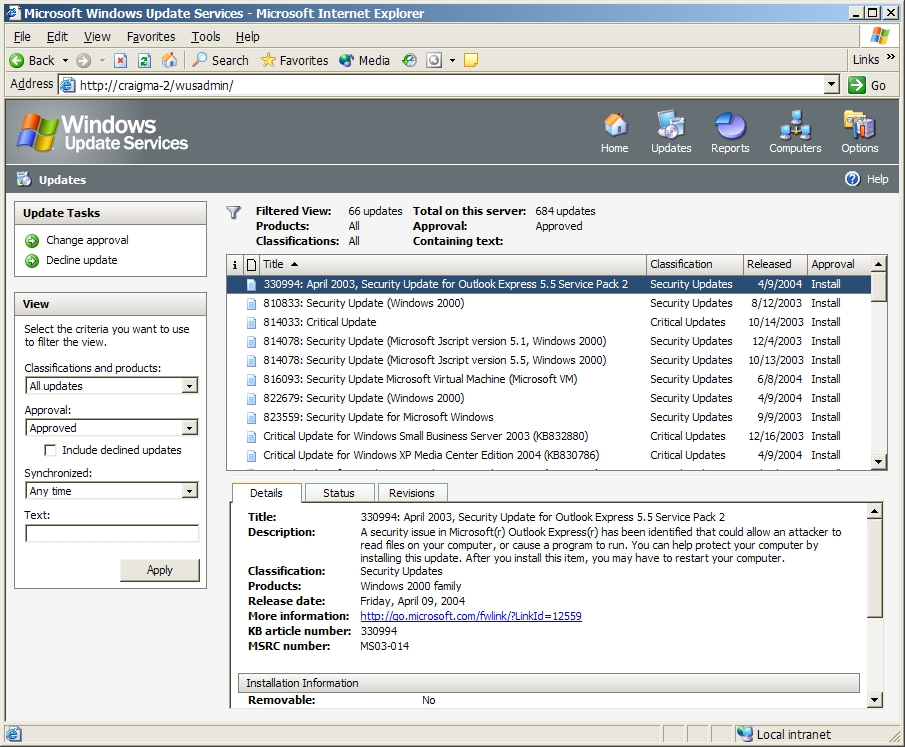 Microsoft Windows Update Services - Microsoft Internet Explorer
File Edit View Favorites Tools Help
Back Search Favorites Media Links »
Address http://craigma-2/wusadmin/ Go
Windows
Update Services
Home Updates Reports Computers Options
Updates Help
Update Tasks
Change approval
Decline update
View
Select the criteria you want to use
to filter the view.
Classifications and products:
All updates
Approval:
Approved
Include declined updates
Synchronized:
Any time
Text:
Apply
Filtered View: 66 updates Total on this server: 684 updates
Products: All Approval: Approved
Classifications: All Containing text:
i Title Classification Released Approval
330994: April 2003, Security Update for Outlook Express 5.5 Service Pack 2 Security Updates 4/9/2004 Install
810833: Security Update (Windows 2000) Security Updates 8/12/2003 Install
814033: Critical Update Critical Updates 10/14/2003 Install
814078: Security Update (Microsoft Jscript version 5.1, Windows 2000) Security Updates 12/4/2003 Install
814078: Security Update (Microsoft Jscript version 5.5, Windows 2000) Security Updates 10/13/2003 Install
816093: Security Update Microsoft Virtual Machine (Microsoft VM) Security Updates 6/8/2004 Install
822679: Security Update (Windows 2000) Security Updates 4/9/2004 Install
823559: Security Update for Microsoft Windows Security Updates 9/9/2003 Install
Critical Update for Windows Small Business Server 2003 (KB832880) Critical Updates 12/16/2003 Install
Critical Update for Windows XP Media Center Edition 2004 (KB830786) Critical Updates 4/9/2004 Install
Details Status Revisions
Title: 330994: April 2003, Security Update for Outlook Express 5.5 Service Pack 2
Description: A security issue in Microsoft(r) Outlook Express(r) has been identified that could allow an attacker to
read files on your computer, or cause a program to run. You can help protect your computer by
installing this update. After you install this item, you may have to restart your computer.
Classification: Security Updates
Products: Windows 2000 family
Release date: Friday, April 09, 2004
More information: http://go.microsoft.com/fwlink/?LinkId=12559
KB article number: 330994
MSRC number: MS03-014
Installation Information
Removable: No
Local intranet